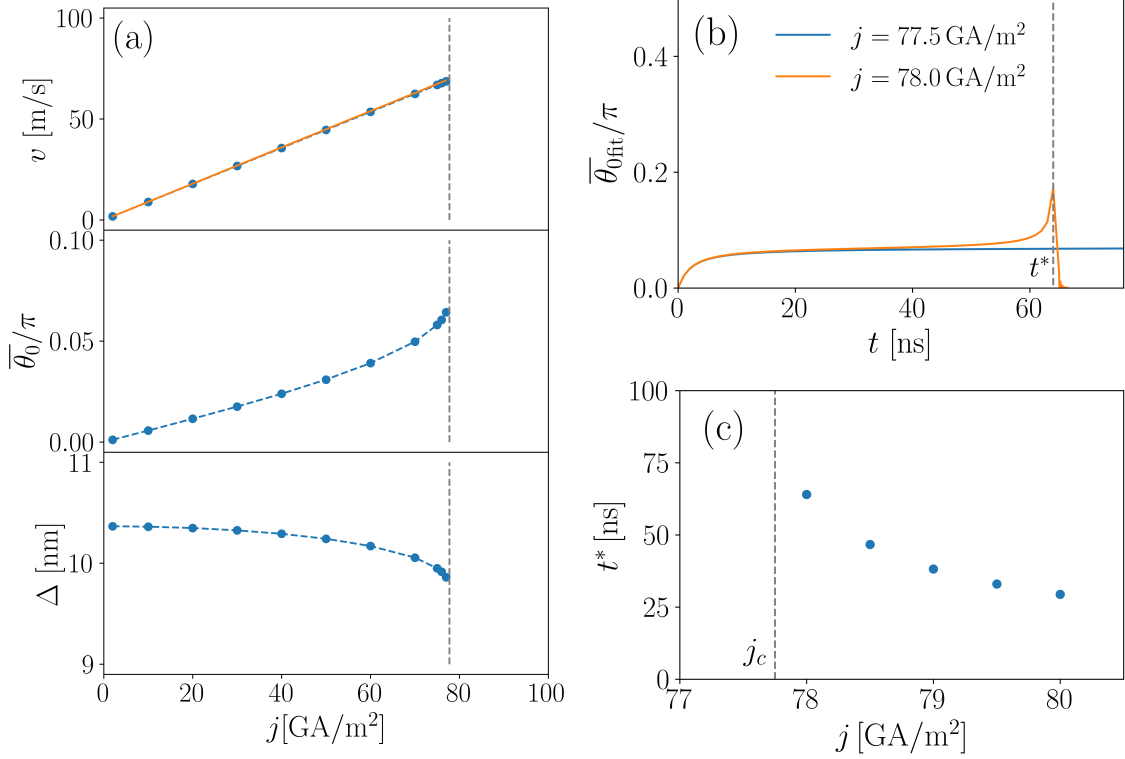 (a)
100
50
0
v [m/s]
0.10
0.05
0.00
θ̅₀/π
11
10
9
Δ [nm]
0 20 40 60 80 100
j[GA/m²]
(b)
j = 77.5 GA/m²
j = 78.0 GA/m²
0.4
0.2
0.0
θ̅₀fit/π
t*
0 20 40 60
t [ns]
(c)
100
75
50
25
0
t* [ns]
j_c
77 78 79 80
j [GA/m²]